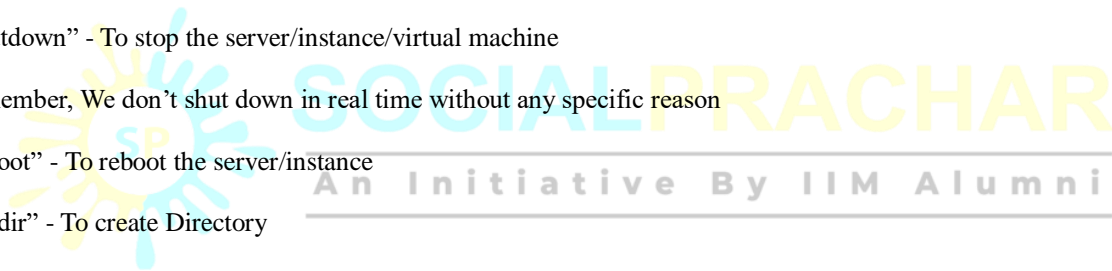 tdown” - To stop the server/instance/virtual machine
ember, We don’t shut down in real time without any specific reason
SOCIALPRACHAR
SP
oot” - To reboot the server/instance
An Initiative By IIM Alumni
dir” - To create Directory